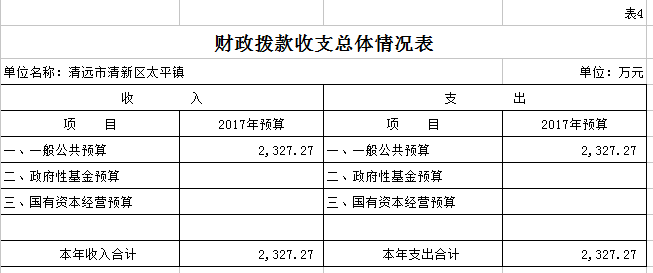 表4
财政拨款收支总体情况表
单位名称：清远市清新区太平镇 单位：万元
收 入 支 出
项 目 2017年预算 项 目 2017年预算
一、一般公共预算 2,327.27 一、一般公共预算 2,327.27
二、政府性基金预算 二、政府性基金预算
三、国有资本经营预算 三、国有资本经营预算
本年收入合计 2,327.27 本年支出合计 2,327.27